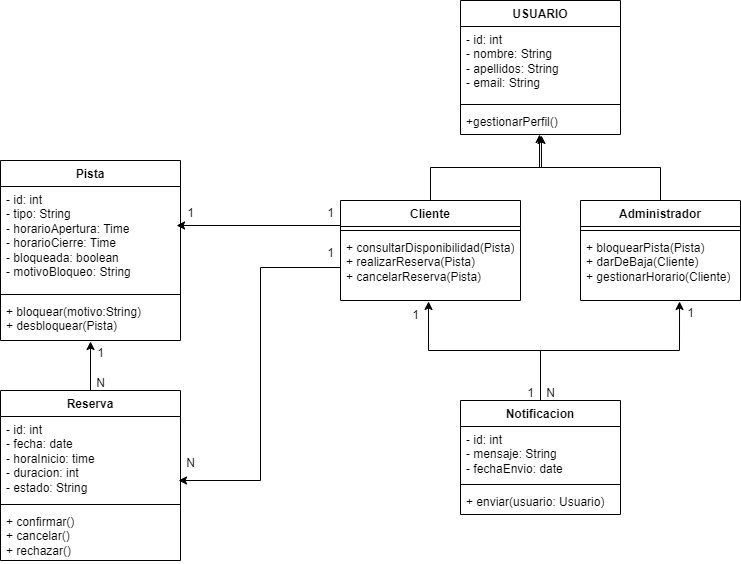 USUARIO
- id: int
- nombre: String
- apellidos: String
- email: String
+gestionarPerfil()
Pista
- id: int
- tipo: String
- horarioApertura: Time
- horarioCierre: Time
- bloqueada: boolean
- motivoBloqueo: String
+ bloquear(motivo:String)
+ desbloquear(Pista)
1
1
Cliente
+ consultarDisponibilidad(Pista)
+ realizarReserva(Pista)
+ cancelarReserva(Pista)
1
Administrador
+ bloquearPista(Pista)
+ darDeBaja(Cliente)
+ gestionarHorario(Cliente)
1
1
1
N
Reserva
- id: int
- fecha: date
- horaInicio: time
- duracion: int
- estado: String
+ confirmar()
+ cancelar()
+ rechazar()
N
1 N
Notificacion
- id: int
- mensaje: String
- fechaEnvio: date
+ enviar(usuario: Usuario)